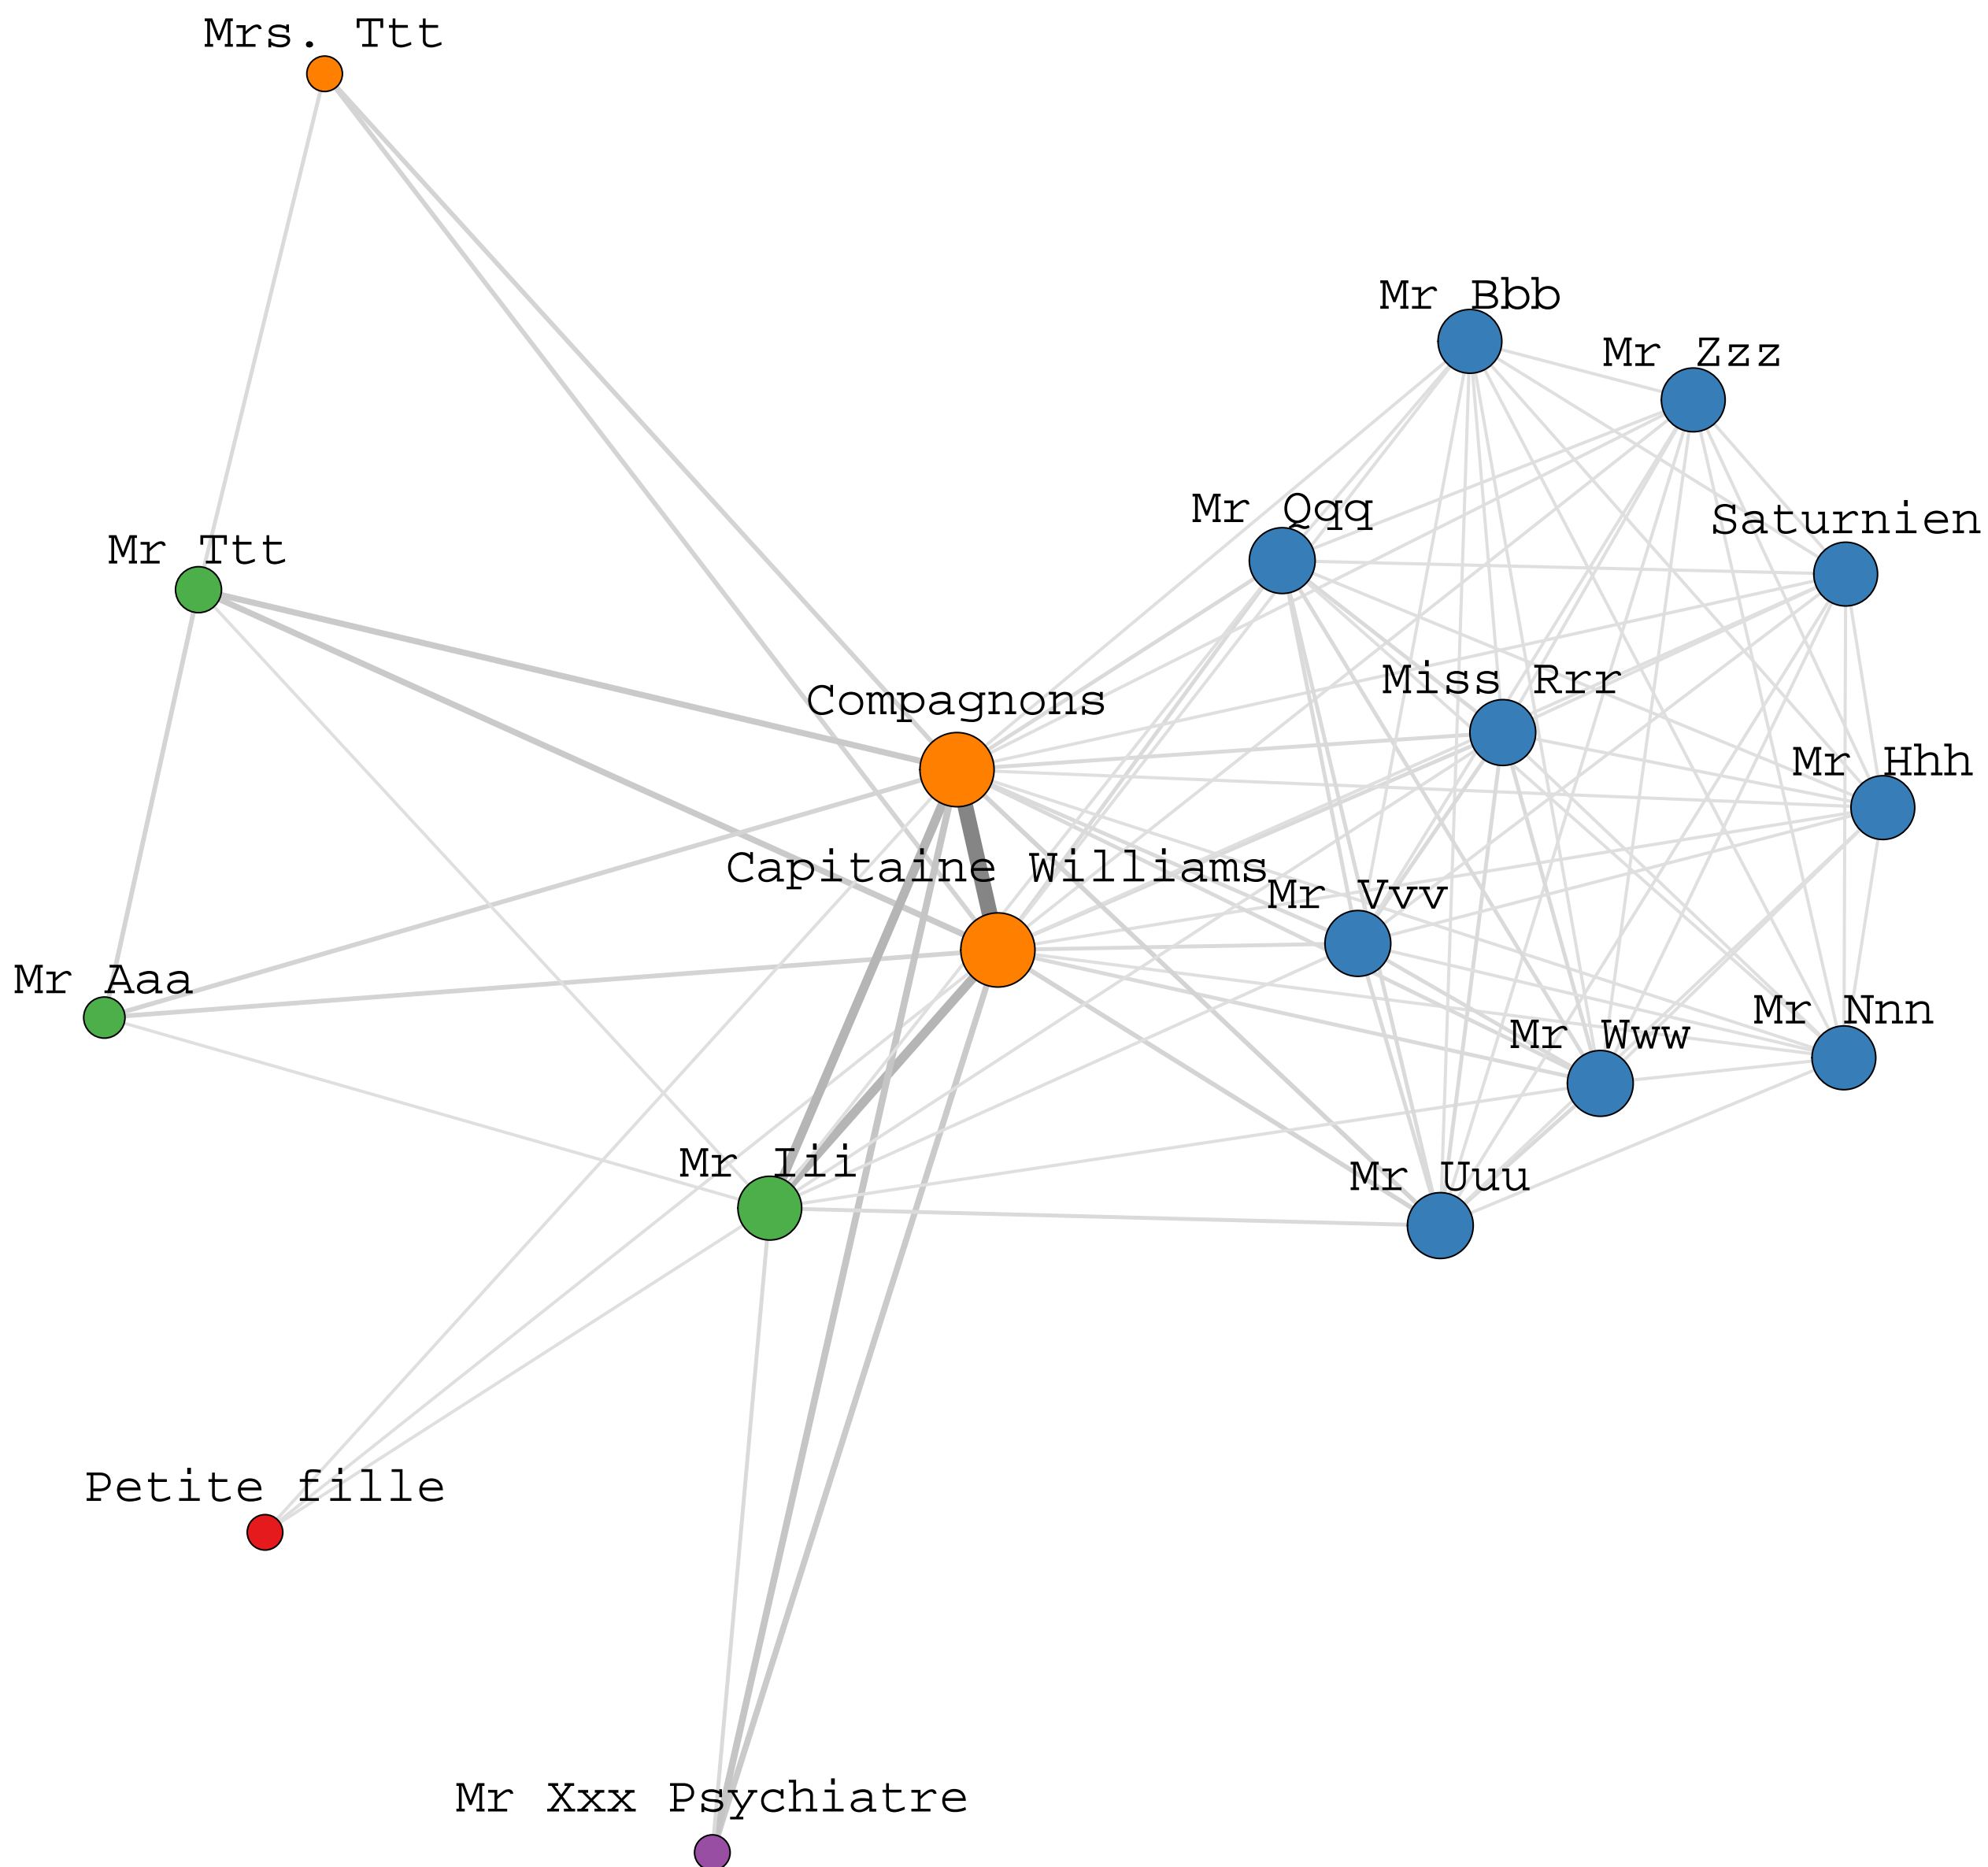 Mrs. Ttt
Mr Bbb
Mr Zzz
Mr Qqq
Saturnien
Mr Ttt
Miss Rrr
Compagnons
Mr Hhh
Capitaine Williams
Mr Vvv
Mr Aaa
Mr Nnn
Mr Www
Mr Iii
Mr Uuu
Petite fille
Mr Xxx Psychiatre